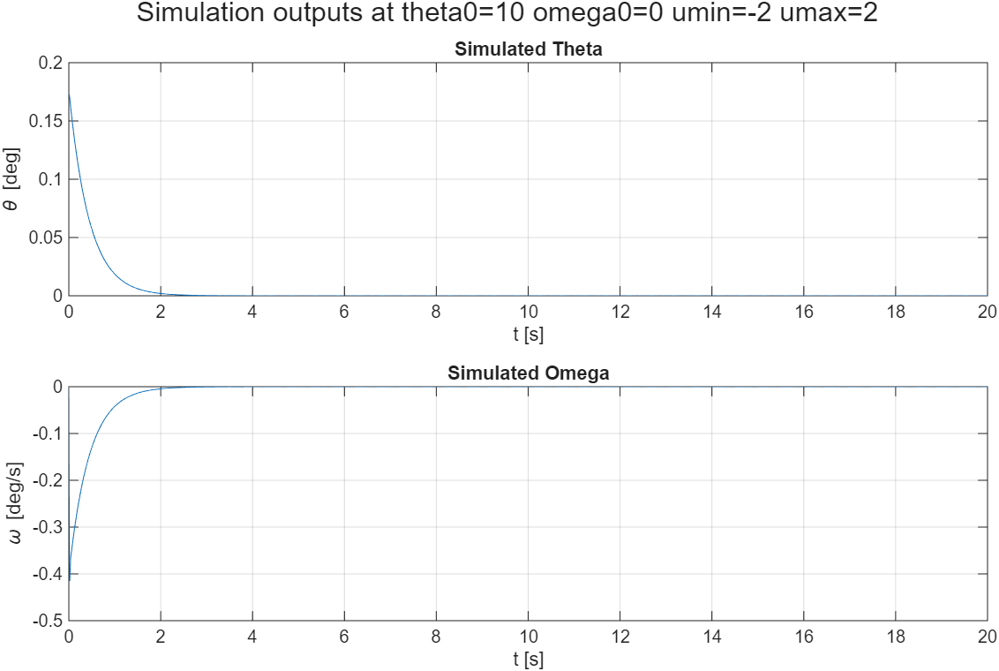 Simulation outputs at theta0=10 omega0=0 umin=-2 umax=2
Simulated Theta
0.2
0.15
0.1
0.05
0
θ [deg]
0 2 4 6 8 10 12 14 16 18 20
t [s]
Simulated Omega
0
-0.1
-0.2
-0.3
-0.4
-0.5
ω [deg/s]
0 2 4 6 8 10 12 14 16 18 20
t [s]